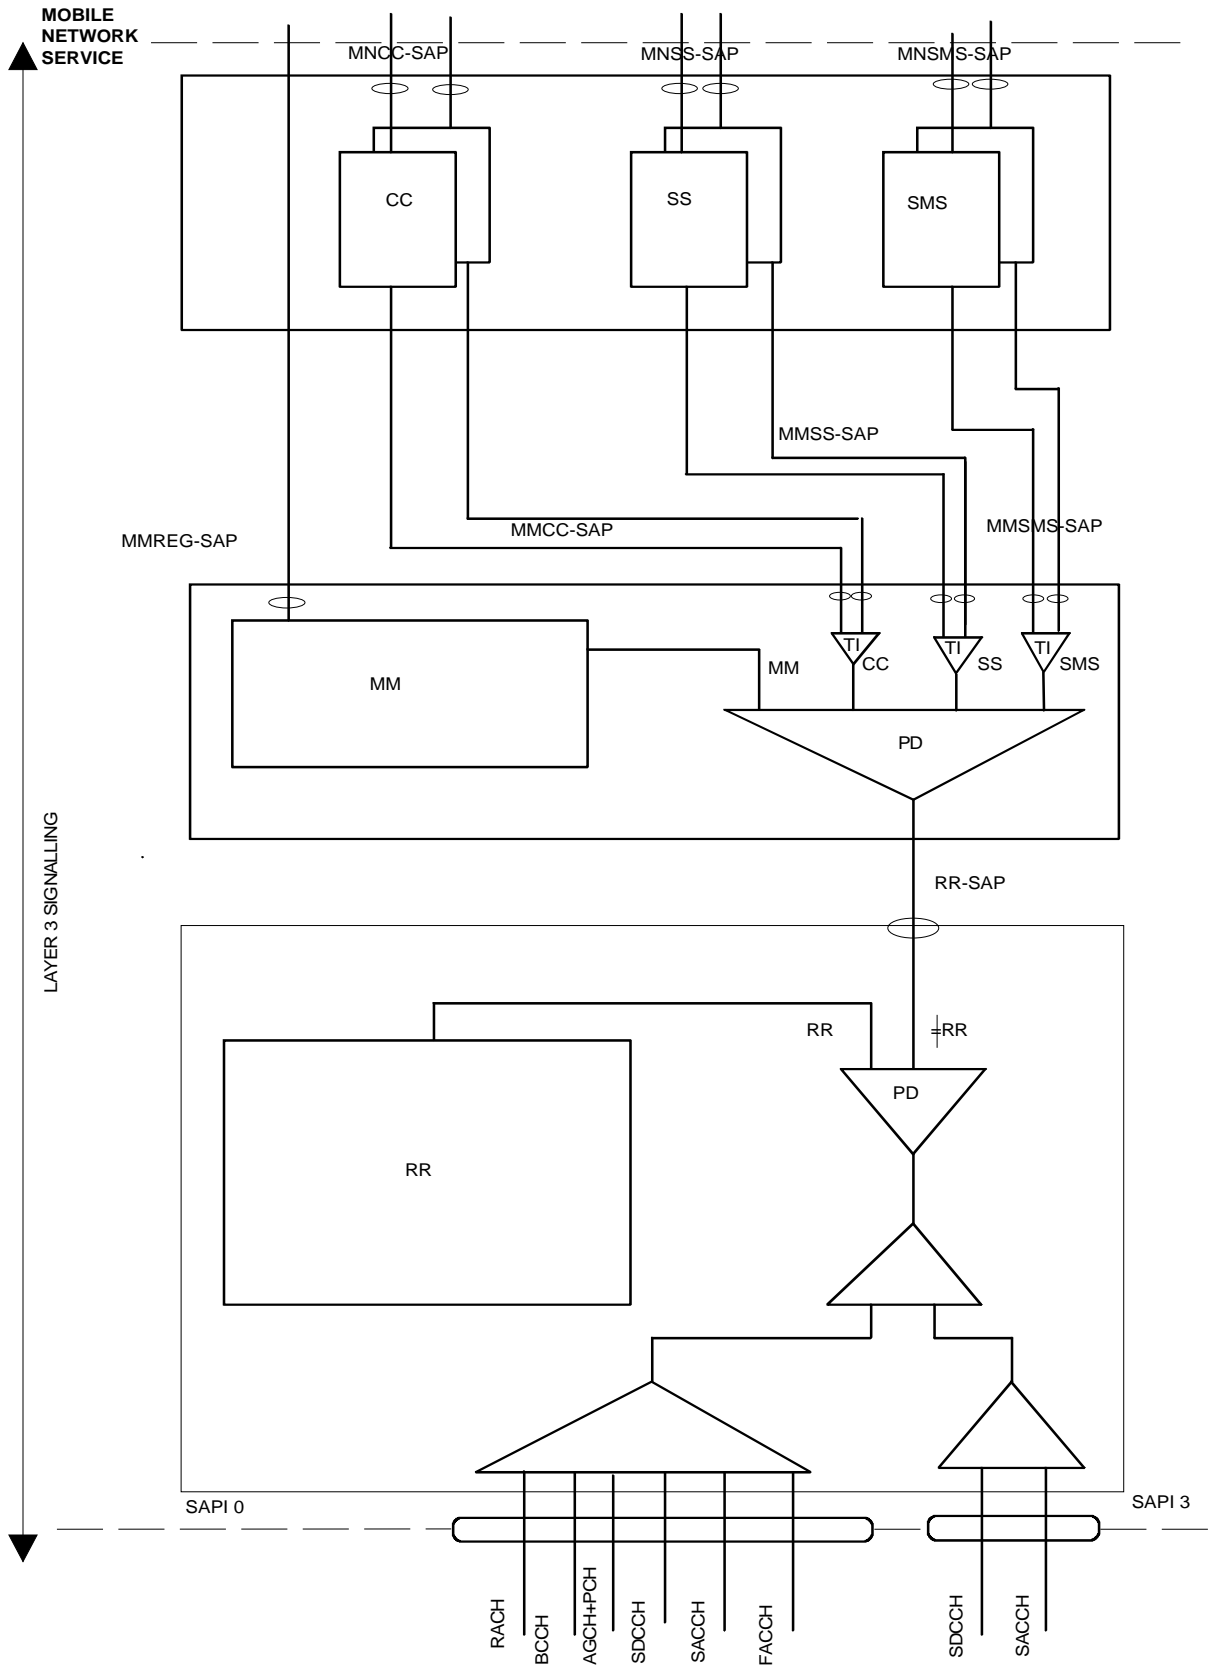 MOBILE
NETWORK
SERVICE
MNCC-SAP
MNSS-SAP
MNSMS-SAP
CC
SS
SMS
MMSS-SAP
MMREG-SAP
MMCC-SAP
MMSMS-SAP
TI
TI
TI
MM
CC
SS
SMS
MM
PD
LAYER 3 SIGNALLING
RR-SAP
RR
=RR
PD
RR
SAPI 0
SAPI 3
RACH
BCCH
AGCH+PCH
SDCCH
SACCH
FACCH
SDCCH
SACCH